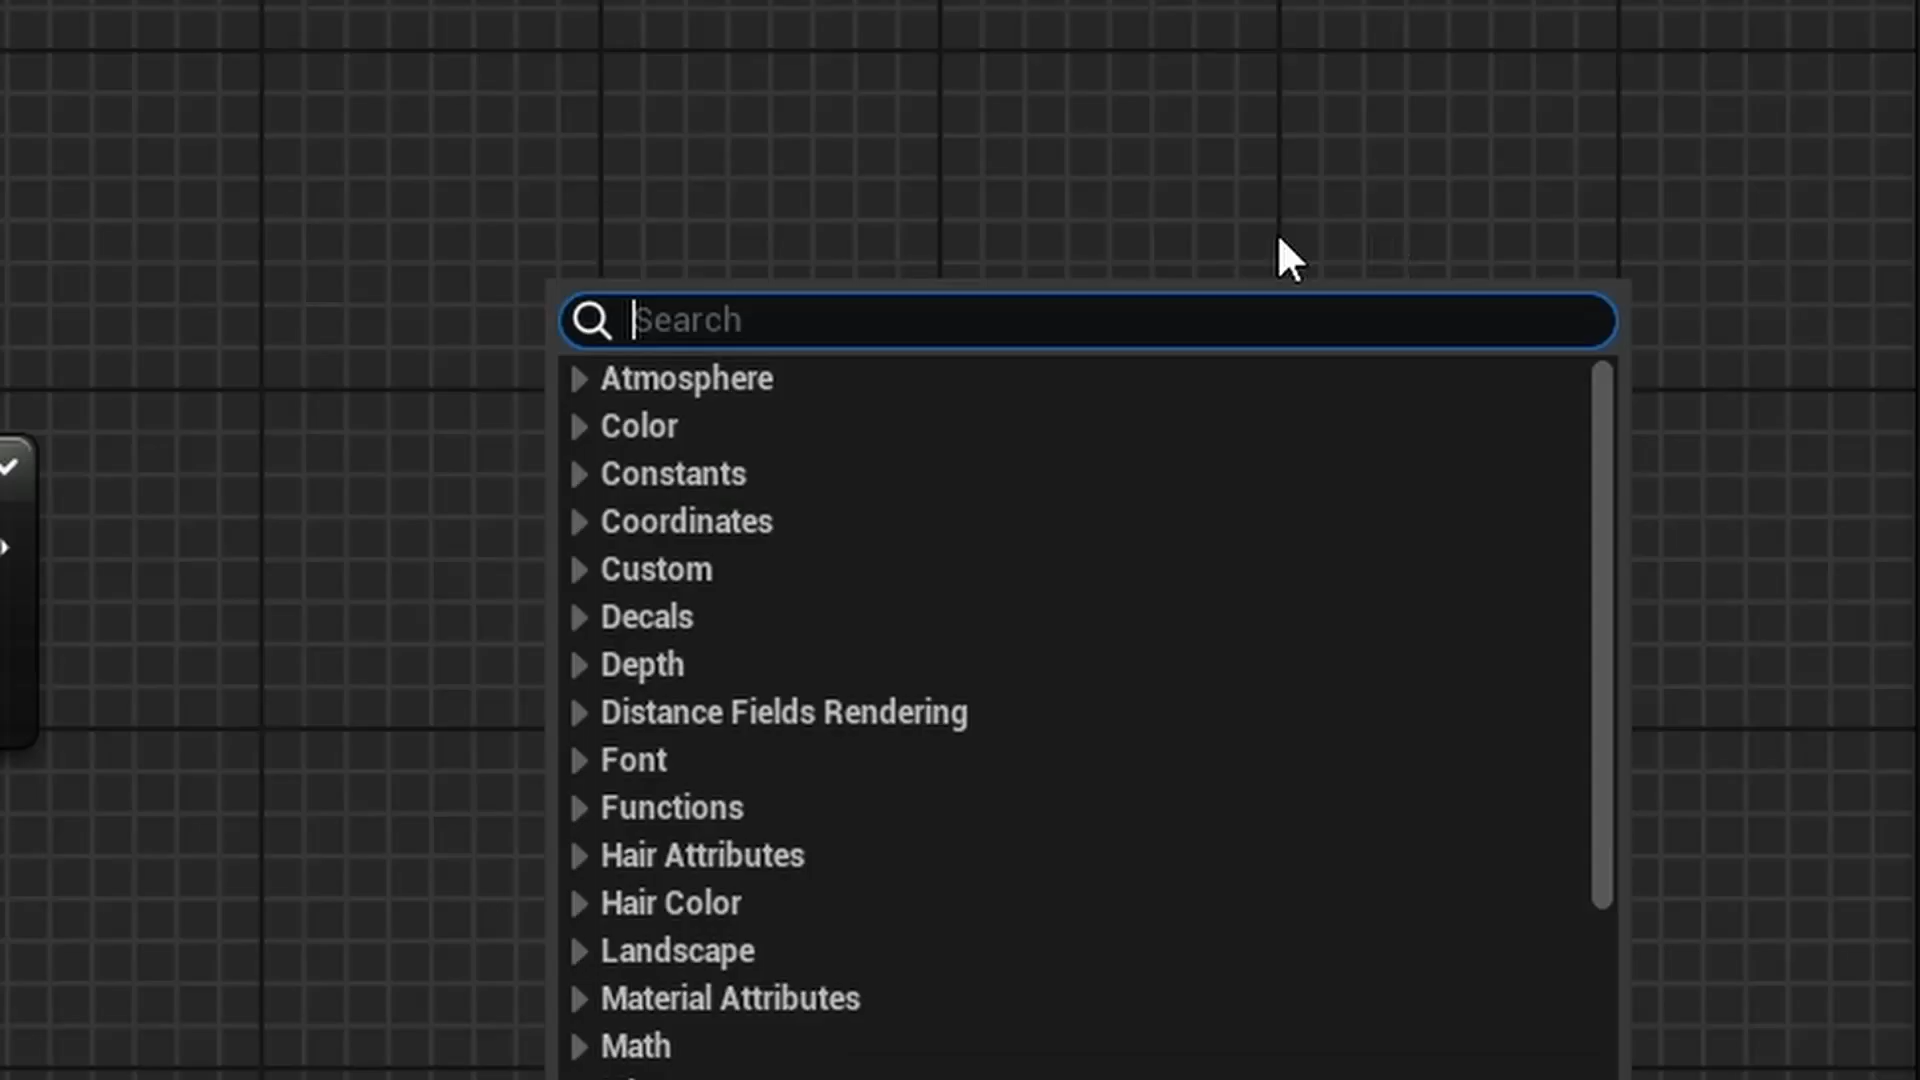 Search
Atmosphere
Color
Constants
Coordinates
Custom
Decals
Depth
Distance Fields Rendering
Font
Functions
Hair Attributes
Hair Color
Landscape
Material Attributes
Math